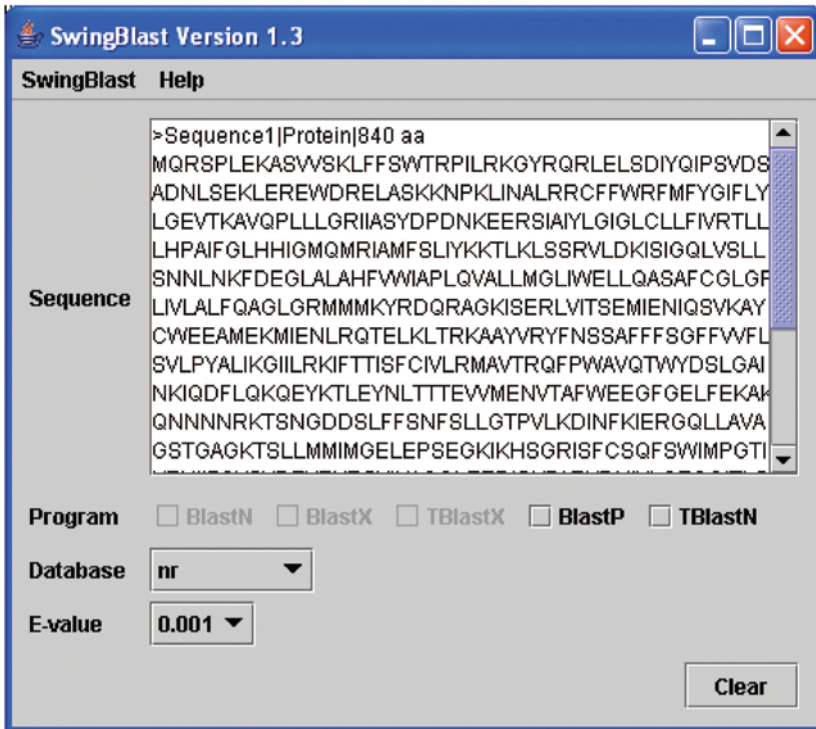 SwingBlast Version 1.3
SwingBlast Help
Sequence
>Sequence1|Protein|840 aa
MQRSPLEKASVVSKLFFSWTRPILRKGYRQRLELSDIYQIPSVDS
ADNLSEKLEREWDRELASKKNPKLINALRRCFFWRFMFYGIFLY
LGEVTKAVQPLLLGRIIASYDPDNKEERSIAIYLGIGLCLLFIVRTLL
LHPAIFGLHHIGMQMRIAMFSLIYKKTLKLSSRVLDKISIGQLVSLL
SNNLNKFDEGLALAHFVWIAPLQVALLMGLIWELLQASAFCGLGF
LIVLALFQAGLGRMMMKYRDQRAGKISERLVITSEMIENIQSVKAY
CWEEAMEKMIENLRQTELKLTRKAAYVRYFNSSAFFFSGFFVVFL
SVLPYALIKGIILRKIFTTISFCIVLRMAVTRQFPWAVQTWYDSLGAI
NKIQDFLQKQEYKTLEYNLTTTEVVMENVTAFWEEGFGELFEKAK
QNNNNRKTSNGDDSLFFSNFSLLGTPVLKDINFKIERGQLLAVA
GSTGAGKTSLLMMIMGELEPSEGKIKHSGRISFCSQFSWIMPGTI
Program BlastN BlastX TBlastX BlastP TBlastN
Database nr
E-value 0.001
Clear